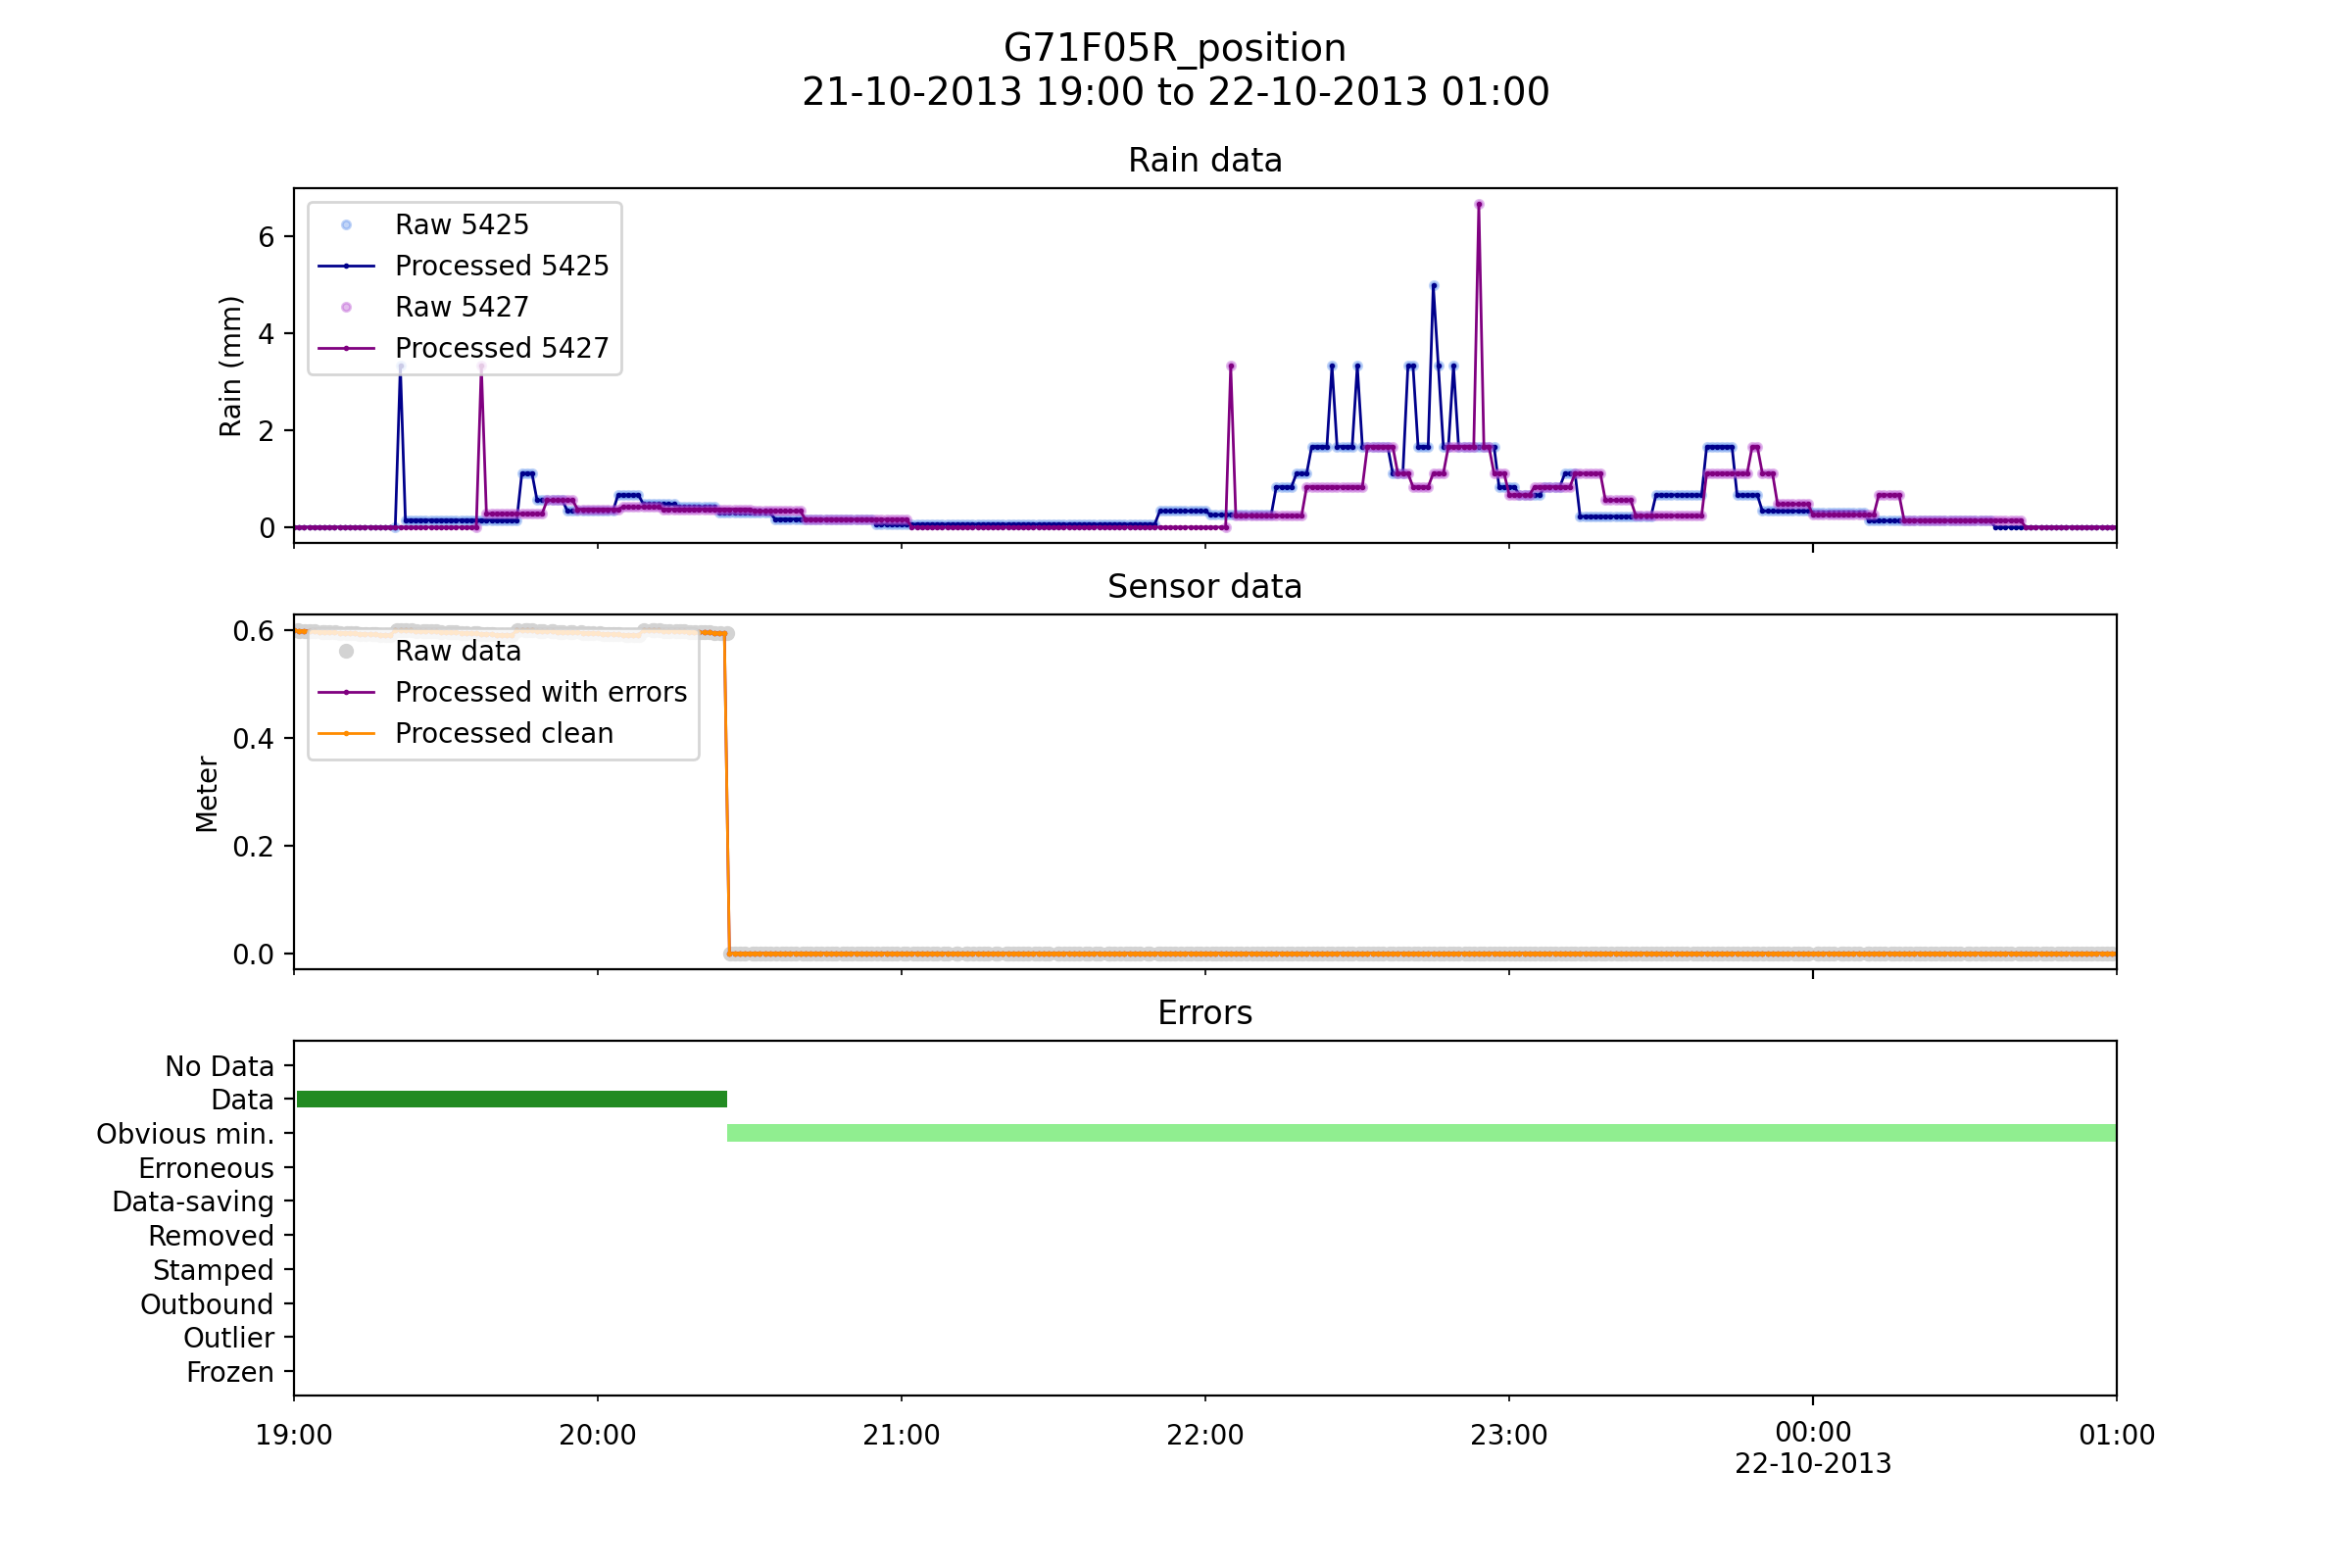 G71F05R_position
21-10-2013 19:00 to 22-10-2013 01:00
Rain data
Raw 5425
Processed 5425
Raw 5427
Processed 5427
Rain (mm)
6
4
2
0
Sensor data
Raw data
Processed with errors
Processed clean
Meter
0.6
0.4
0.2
0.0
Errors
No Data
Data
Obvious min.
Erroneous
Data-saving
Removed
Stamped
Outbound
Outlier
Frozen
19:00 20:00 21:00 22:00 23:00 00:00 01:00
22-10-2013